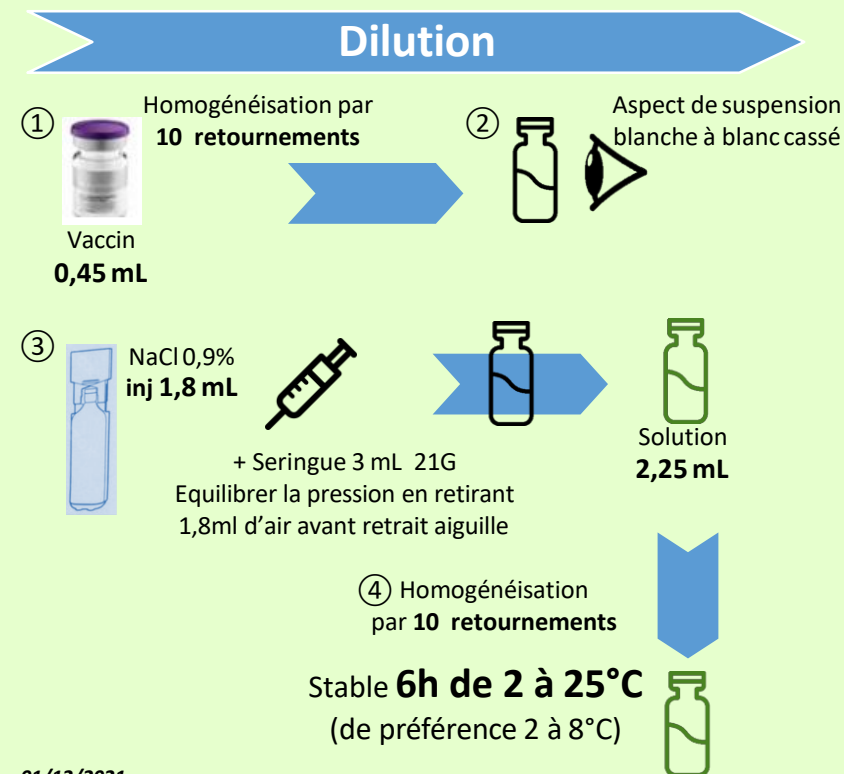 Dilution
① Homogénéisation par
10 retournements
Vaccin
0,45 mL
② Aspect de suspension
blanche à blanc cassé
③ NaCl 0,9%
inj 1,8 mL
+ Seringue 3 mL 21G
Equilibrer la pression en retirant
1,8ml d’air avant retrait aiguille
Solution
2,25 mL
④ Homogénéisation
par 10 retournements
Stable 6h de 2 à 25°C
(de préférence 2 à 8°C)
01/12/2021